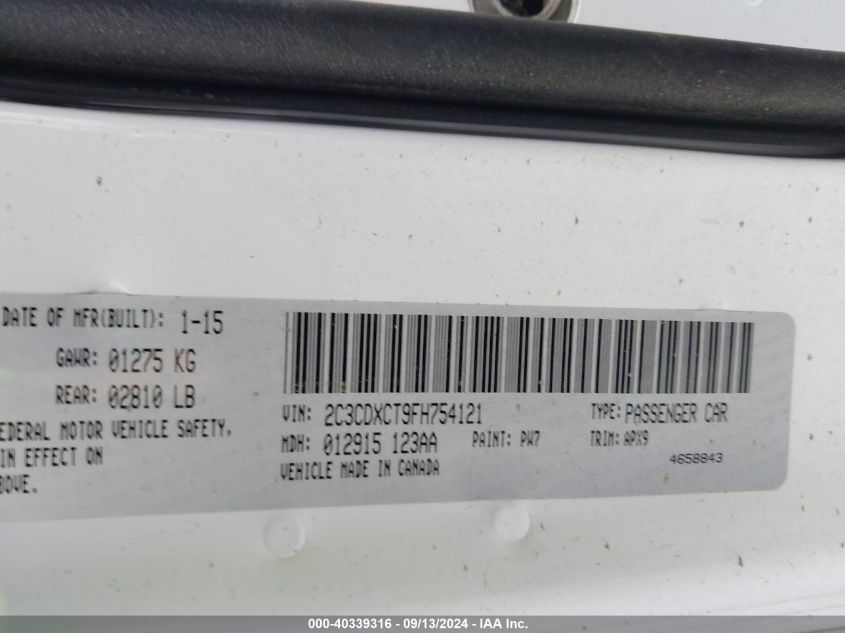 DATE OF MFR(BUILT): 1-15
GAWR: 01275 KG
REAR: 02810 LB
EDERAL MOTOR VEHICLE SAFETY,
IN EFFECT ON
BOVE.
VIN: 2C3CDXCT9FH754121 TYPE: PASSENGER CAR
MDH: 012915 123AA PAINT: PW7 TRIM: APX9
VEHICLE MADE IN CANADA 4658843
000-40339316 - 09/13/2024 - IAA Inc.